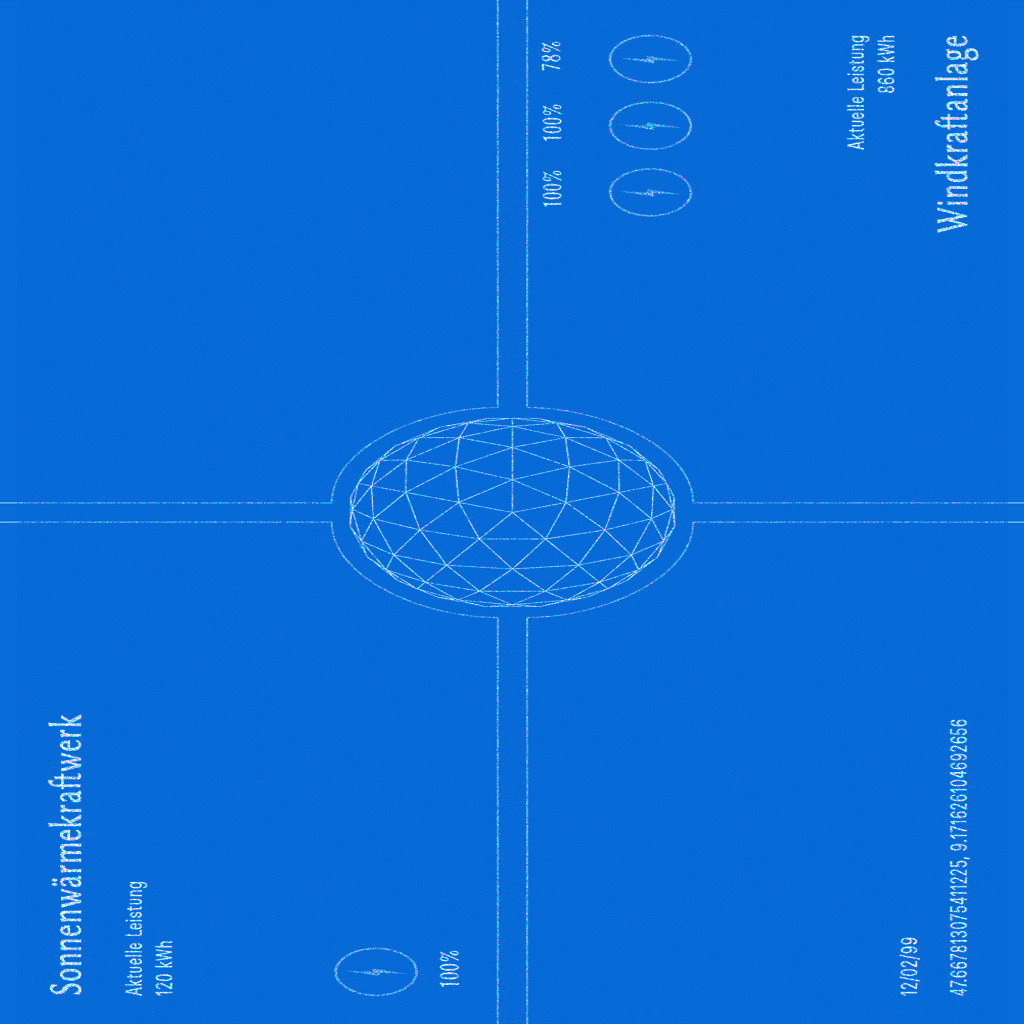 Sonnenwärmekraftwerk
Aktuelle Leistung
120 kWh
100%
100%
100%
78%
Aktuelle Leistung
860 kWh
Windkraftanlage
12/02/99
47.667813075411225, 9.171626104692656